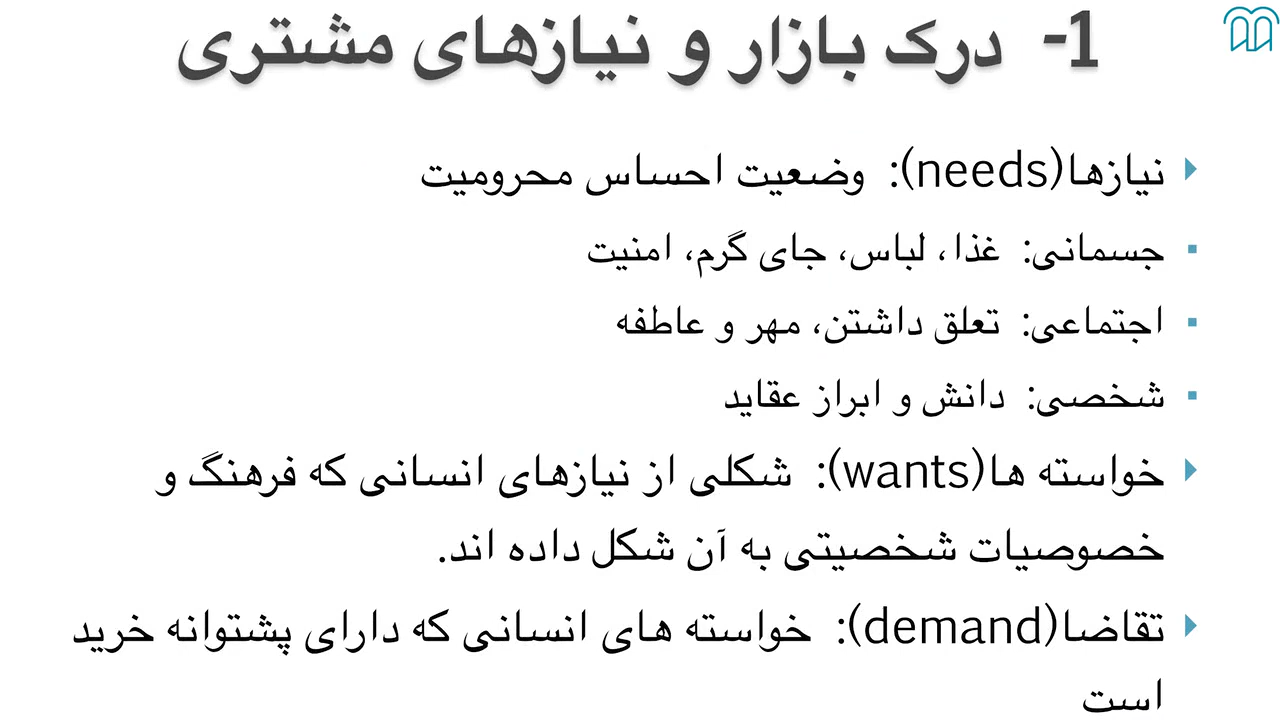 1- درک بازار و نیازهای مشتری
نیازها(needs): وضعیت احساس محرومیت
جسمانی: غذا، لباس، جای گرم، امنیت
اجتماعی: تعلق داشتن، مهر و عاطفه
شخصی: دانش و ابراز عقاید
خواسته ها(wants): شکلی از نیازهای انسانی که فرهنگ و
خصوصیات شخصیتی به آن شکل داده اند.
تقاضا(demand): خواسته های انسانی که دارای پشتوانه خرید
است